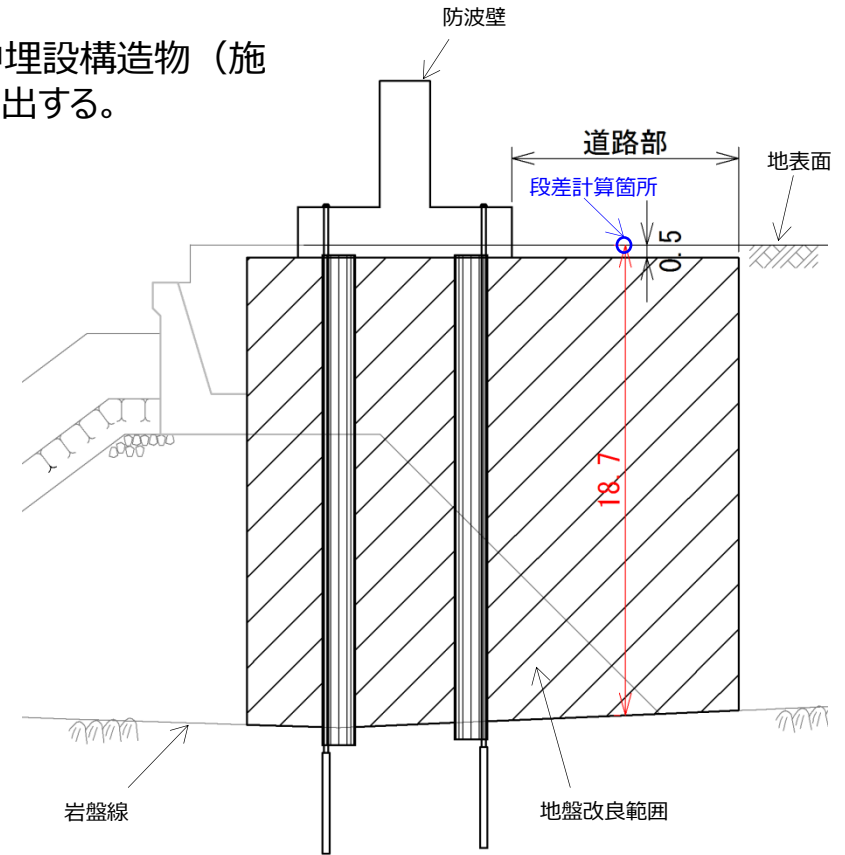 防波壁
埋設構造物（施
出する。
道路部
地表面
段差計算箇所
0.5
18.7
岩盤線
地盤改良範囲